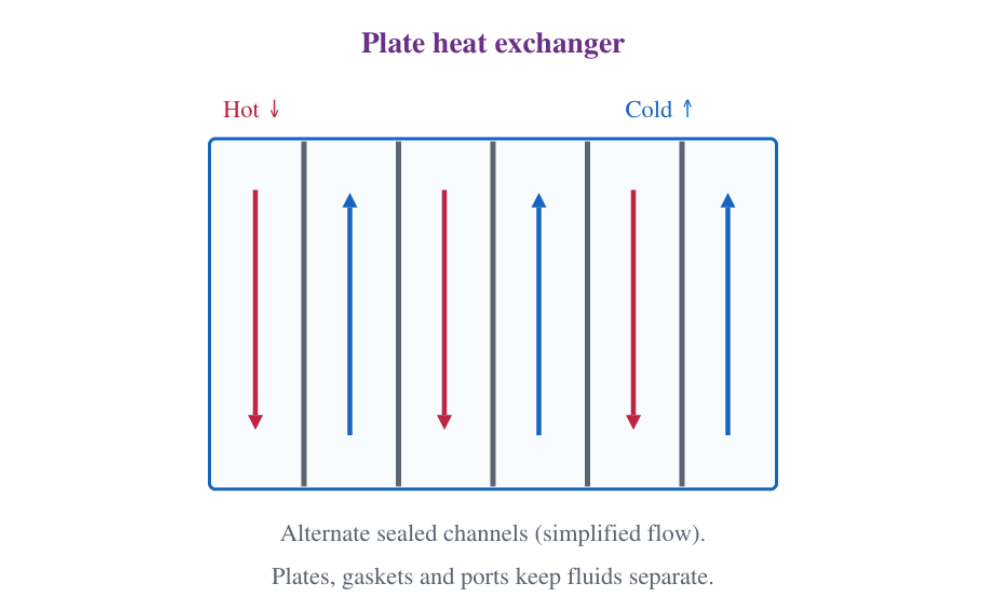 Plate heat exchanger
Hot ↓
Cold ↑
Alternate sealed channels (simplified flow).
Plates, gaskets and ports keep fluids separate.